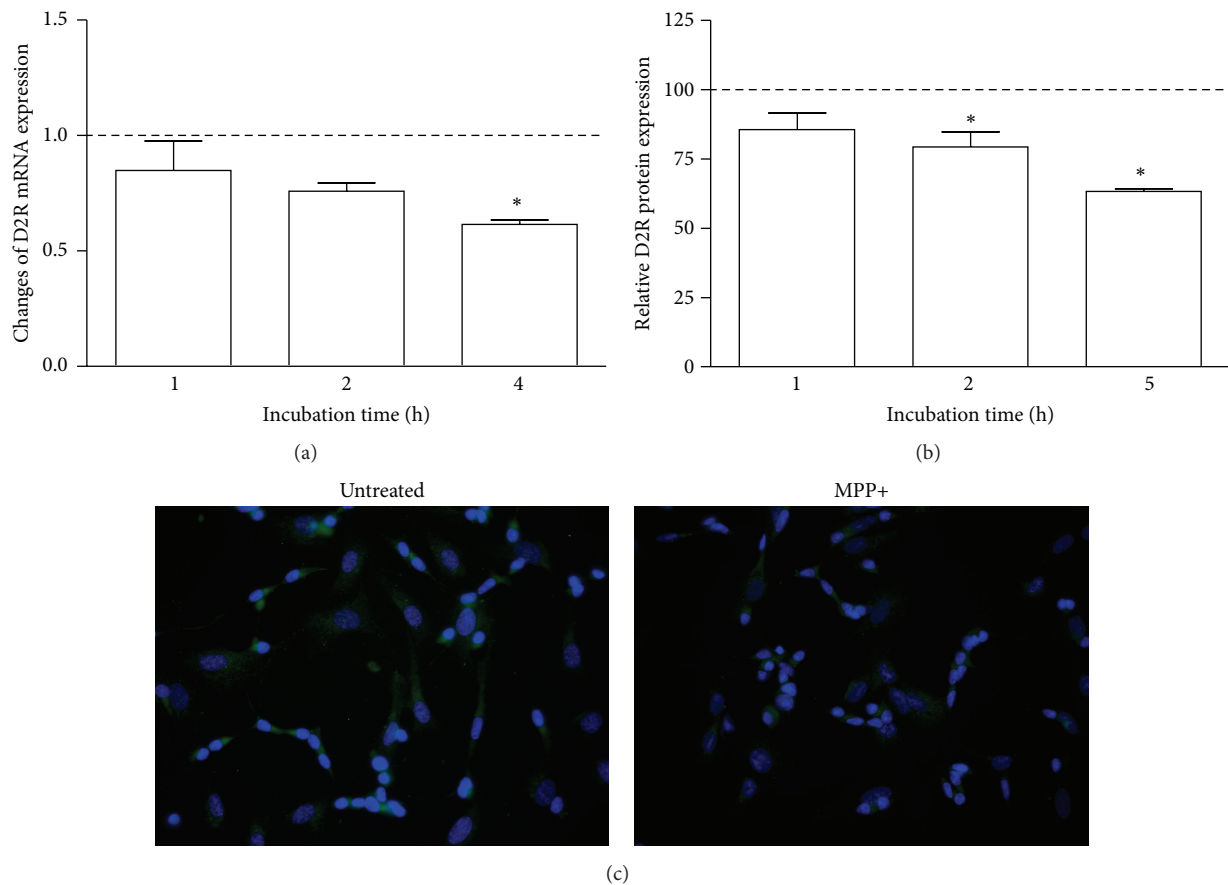 1.5
1.0
0.5
0.0
Changes of D2R mRNA expression
*
1
2
4
Incubation time (h)
(a)
125
100
75
50
25
0
Relative D2R protein expression
*
*
1
2
5
Incubation time (h)
(b)
Untreated
MPP+
(c)